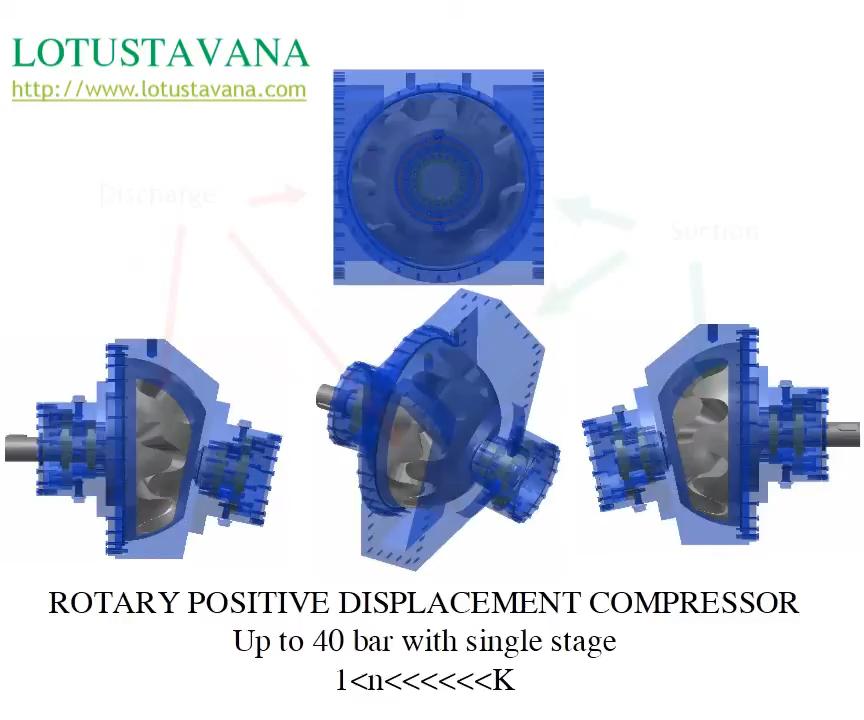 LOTUSTAVANA
http://www.lotustavana.com
Discharge
Suction
ROTARY POSITIVE DISPLACEMENT COMPRESSOR
Up to 40 bar with single stage
1<n<<<<<<K